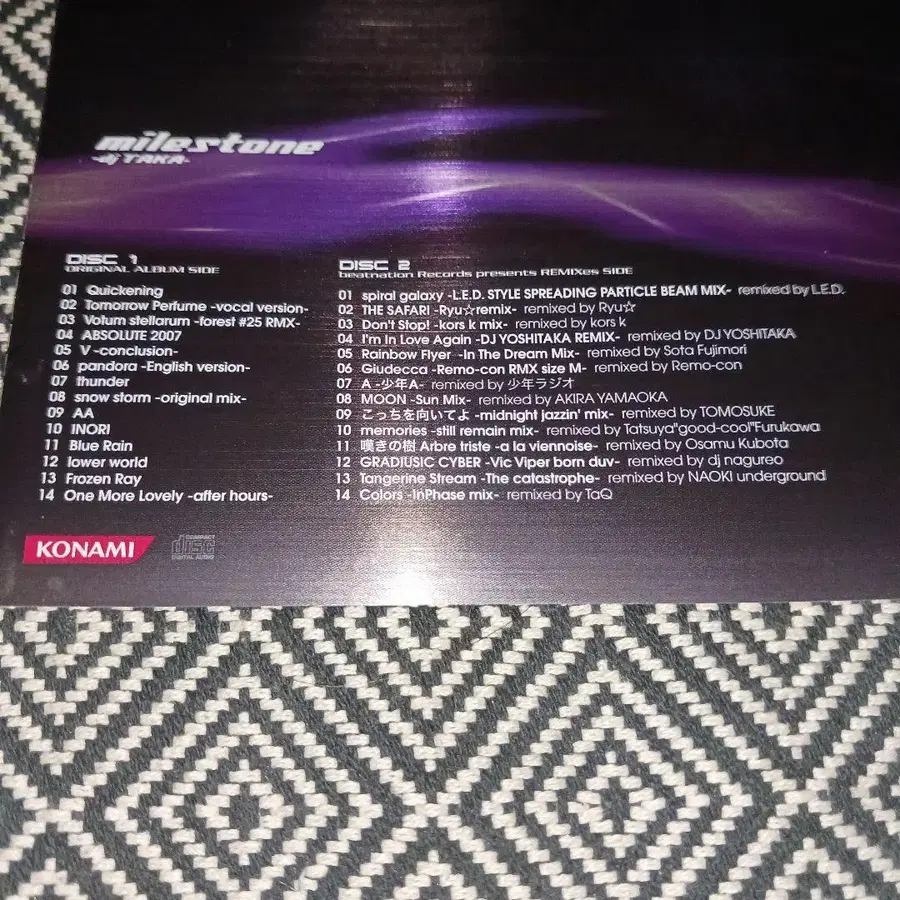 milestone
-dj TAKA-
DISC 1
ORIGINAL ALBUM SIDE
01 Quickening
02 Tomorrow Perfume -vocal version-
03 Votum stellarum -forest #25 RMX-
04 ABSOLUTE 2007
05 V -conclusion-
06 pandora -English version-
07 thunder
08 snow storm -original mix-
09 AA
10 INORI
11 Blue Rain
12 lower world
13 Frozen Ray
14 One More Lovely -after hours-
DISC 2
beatnation Records presents REMIXes SIDE
01 spiral galaxy -L.E.D. STYLE SPREADING PARTICLE BEAM MIX- remixed by L.E.D.
02 THE SAFARI -Ryu☆remix- remixed by Ryu☆
03 Don't Stop! -kors k mix- remixed by kors k
04 I'm In Love Again -DJ YOSHITAKA REMIX- remixed by DJ YOSHITAKA
05 Rainbow Flyer -In The Dream Mix- remixed by Sota Fujimori
06 Giudecca -Remo-con RMX size M- remixed by Remo-con
07 A -少年A- remixed by 少年ラジオ
08 MOON -Sun Mix- remixed by AKIRA YAMAOKA
09 こっちを向いてよ -midnight jazzin' mix- remixed by TOMOSUKE
10 memories -still remain mix- remixed by Tatsuya"good-cool"Furukawa
11 嘆きの樹 Arbre triste -a la viennoise- remixed by Osamu Kubota
12 GRADIUSIC CYBER -Vic Viper born duv- remixed by dj nagureo
13 Tangerine Stream -The catastrophe- remixed by NAOKI underground
14 Colors -InPhase mix- remixed by TaQ
KONAMI
COMPACT
disc
DIGITAL AUDIO